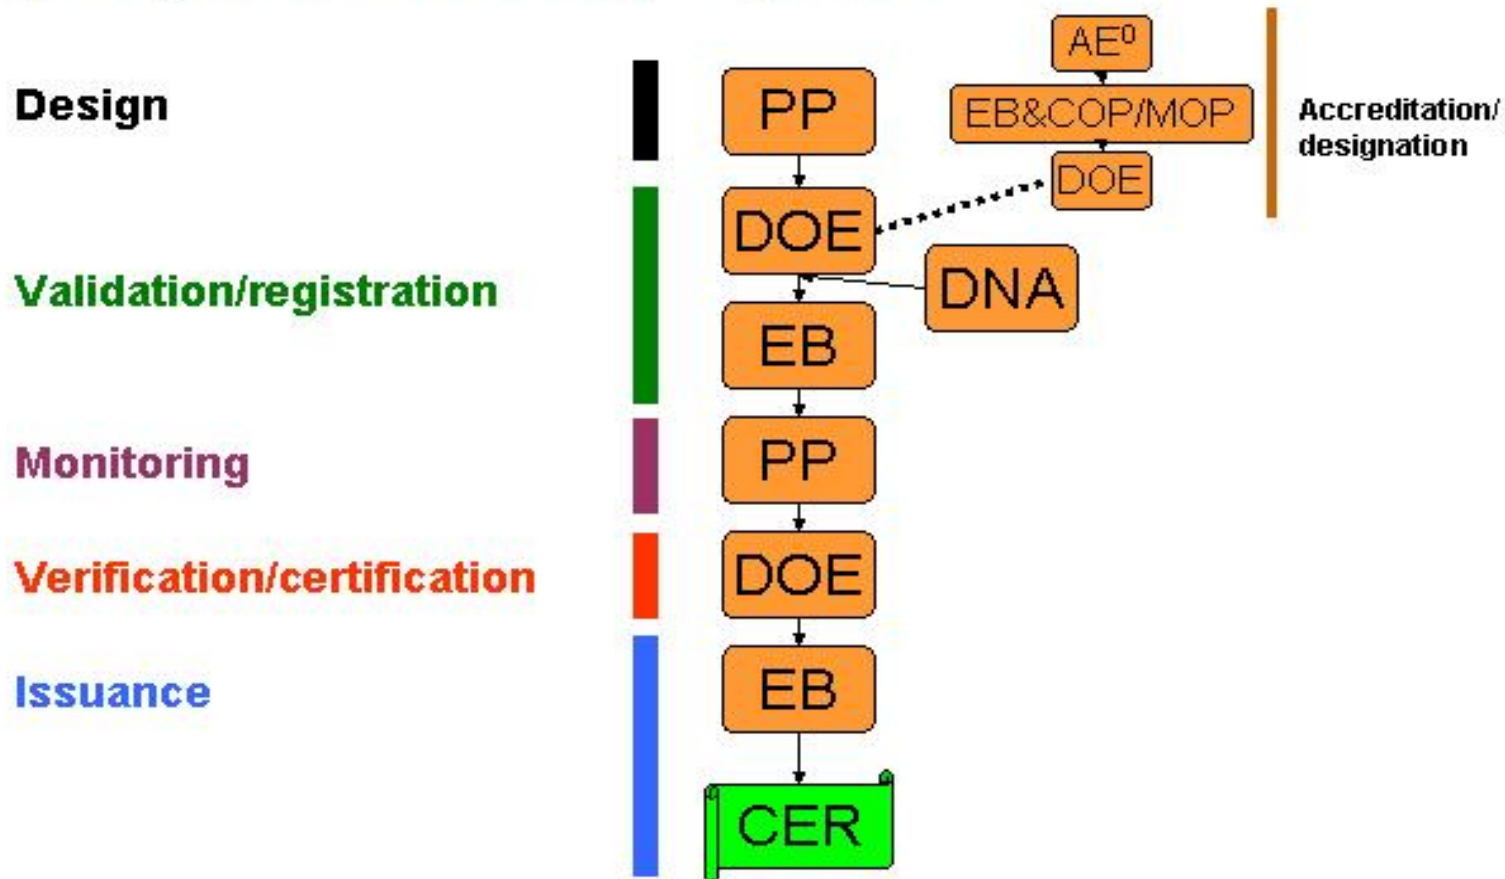 Design
PP
AE⁰
EB&COP/MOP
DOE
Accreditation/
designation
DOE
Validation/registration
DNA
EB
Monitoring
PP
Verification/certification
DOE
Issuance
EB
CER